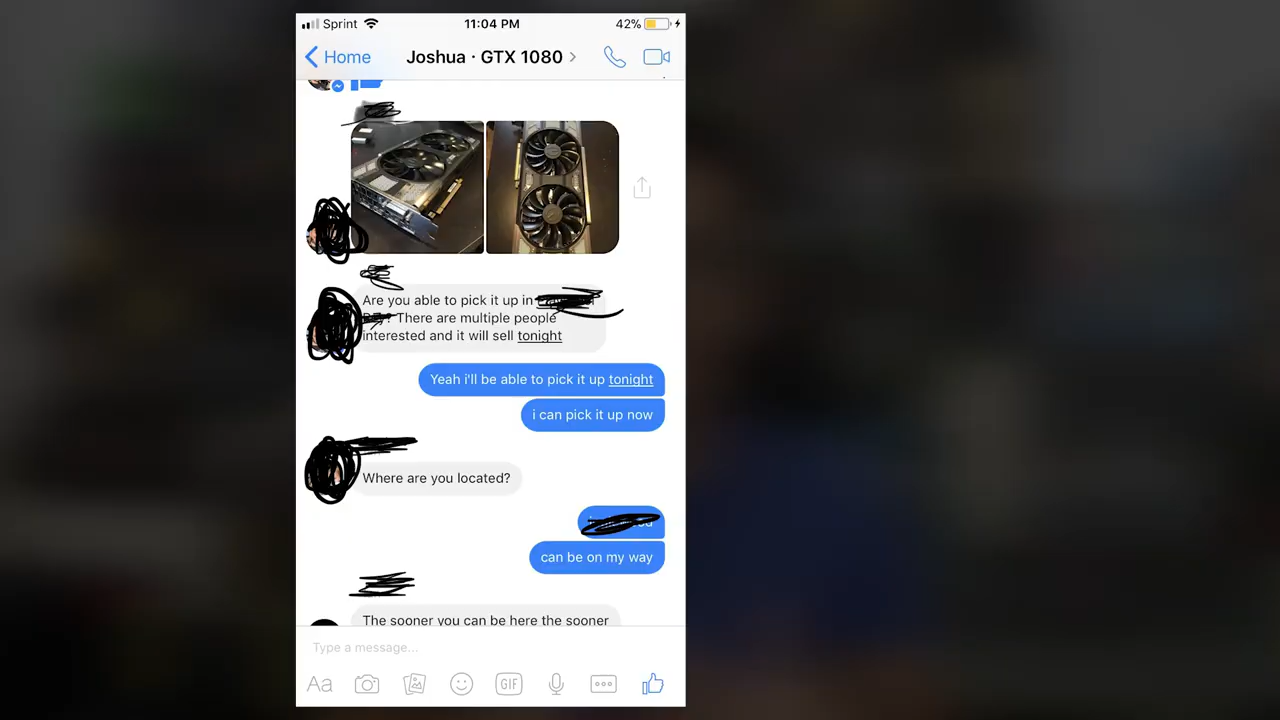 Sprint 11:04 PM 42%
Home Joshua · GTX 1080
Are you able to pick it up in
There are multiple people
interested and it will sell tonight
Yeah i'll be able to pick it up tonight
i can pick it up now
Where are you located?
can be on my way
The sooner you can be here the sooner
Type a message...
Aa GIF